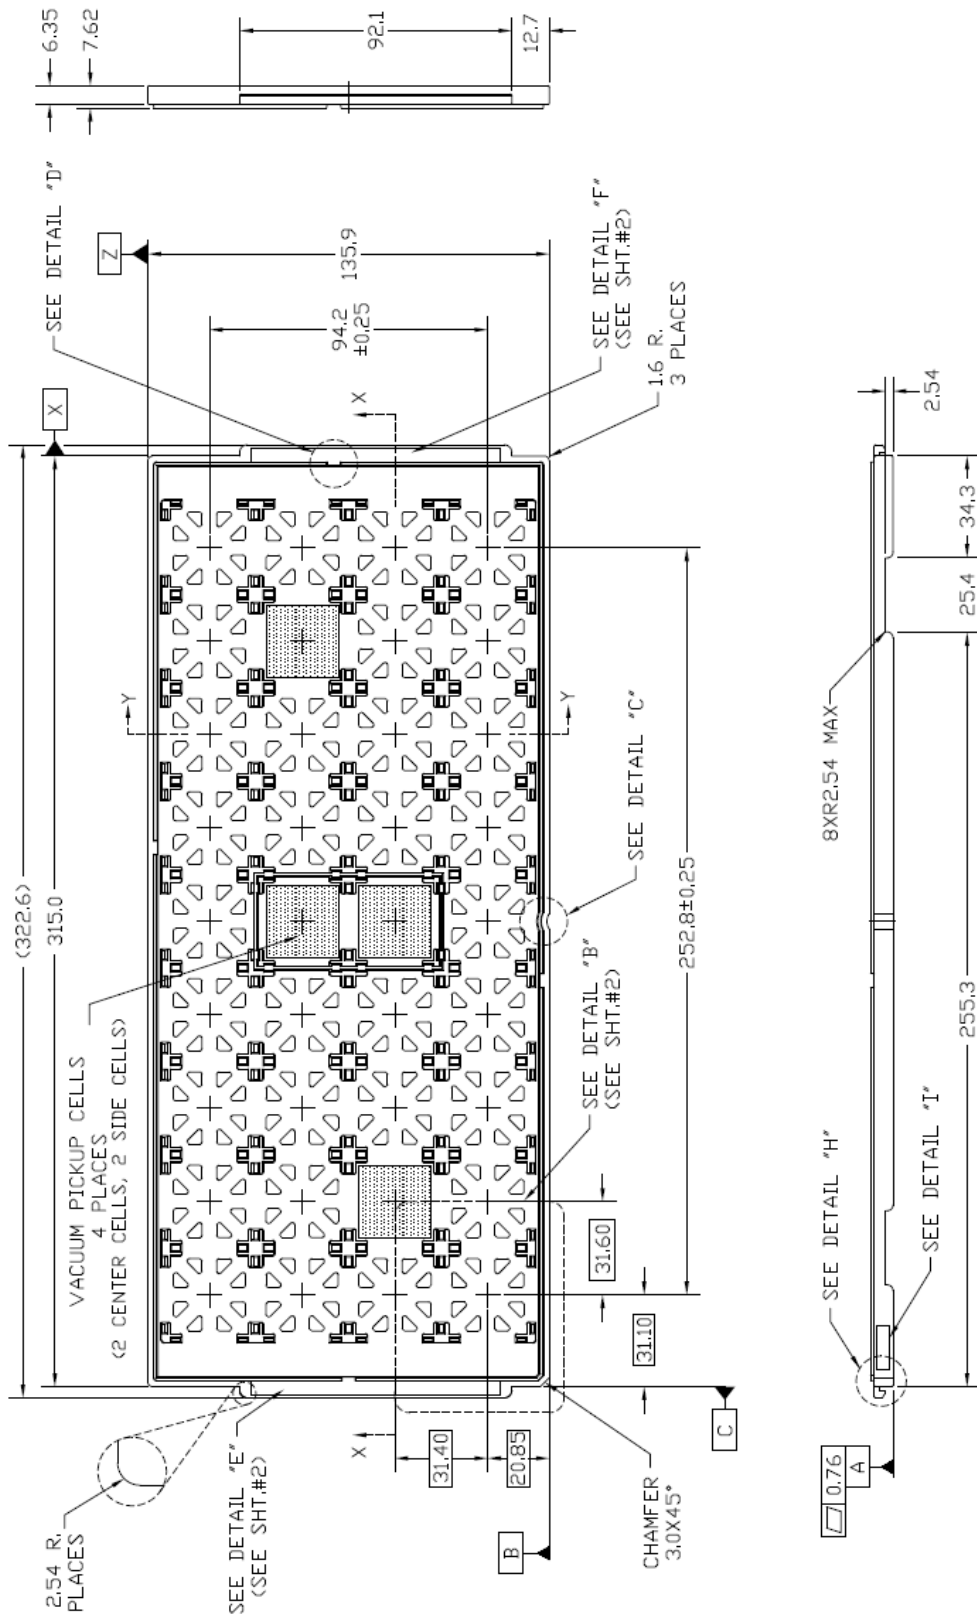 (322.6)
315.0
VACUUM PICKUP CELLS
4 PLACES
(2 CENTER CELLS, 2 SIDE CELLS)
2.54 R.
PLACES
SEE DETAIL "E"
(SEE SHT.#2)
X
SEE DETAIL "D"
Z
6.35
7.62
92.1
12.7
135.9
94.2
±0.25
X
X
Y
Y
SEE DETAIL "F"
(SEE SHT.#2)
1.6 R.
3 PLACES
31.40
20.85
B
CHAMFER
3.0X45°
C
31.10
31.60
SEE DETAIL "B"
(SEE SHT.#2)
SEE DETAIL "C"
252.8±0.25
8XR2.54 MAX
SEE DETAIL "H"
SEE DETAIL "I"
0.76
A
255.3
25.4
34.3
2.54